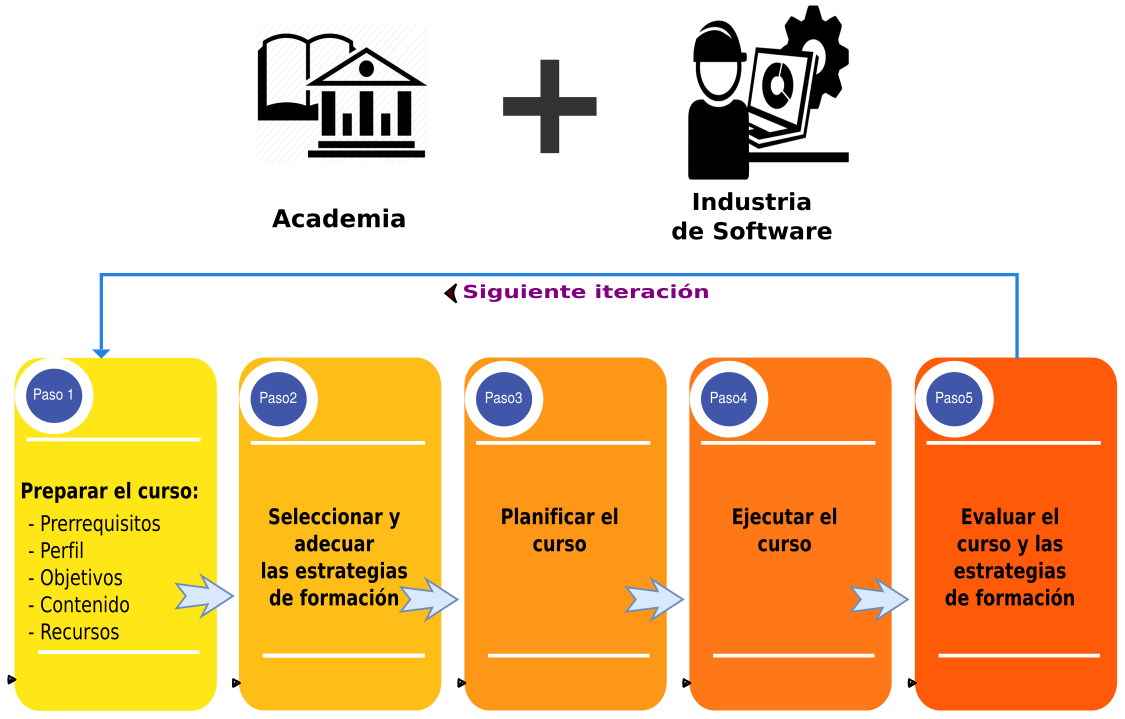 Academia
Industria
de Software
Siguiente iteración
Paso 1
Preparar el curso:
- Prerrequisitos
- Perfil
- Objetivos
- Contenido
- Recursos
Paso2
Seleccionar y
adecuar
las estrategias
de formación
Paso3
Planificar el
curso
Paso4
Ejecutar el
curso
Paso5
Evaluar el
curso y las
estrategias
de formación